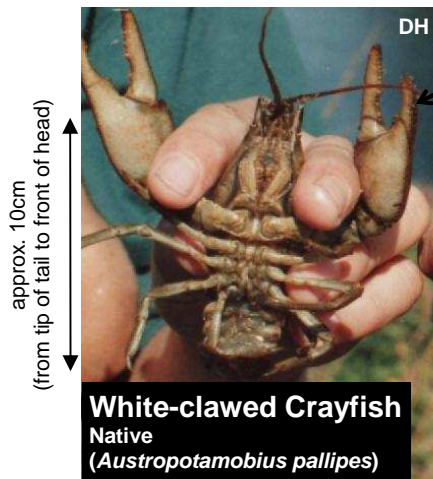 DH
approx. 10cm
(from tip of tail to front of head)
White-clawed Crayfish
Native
(Austropotamobius pallipes)